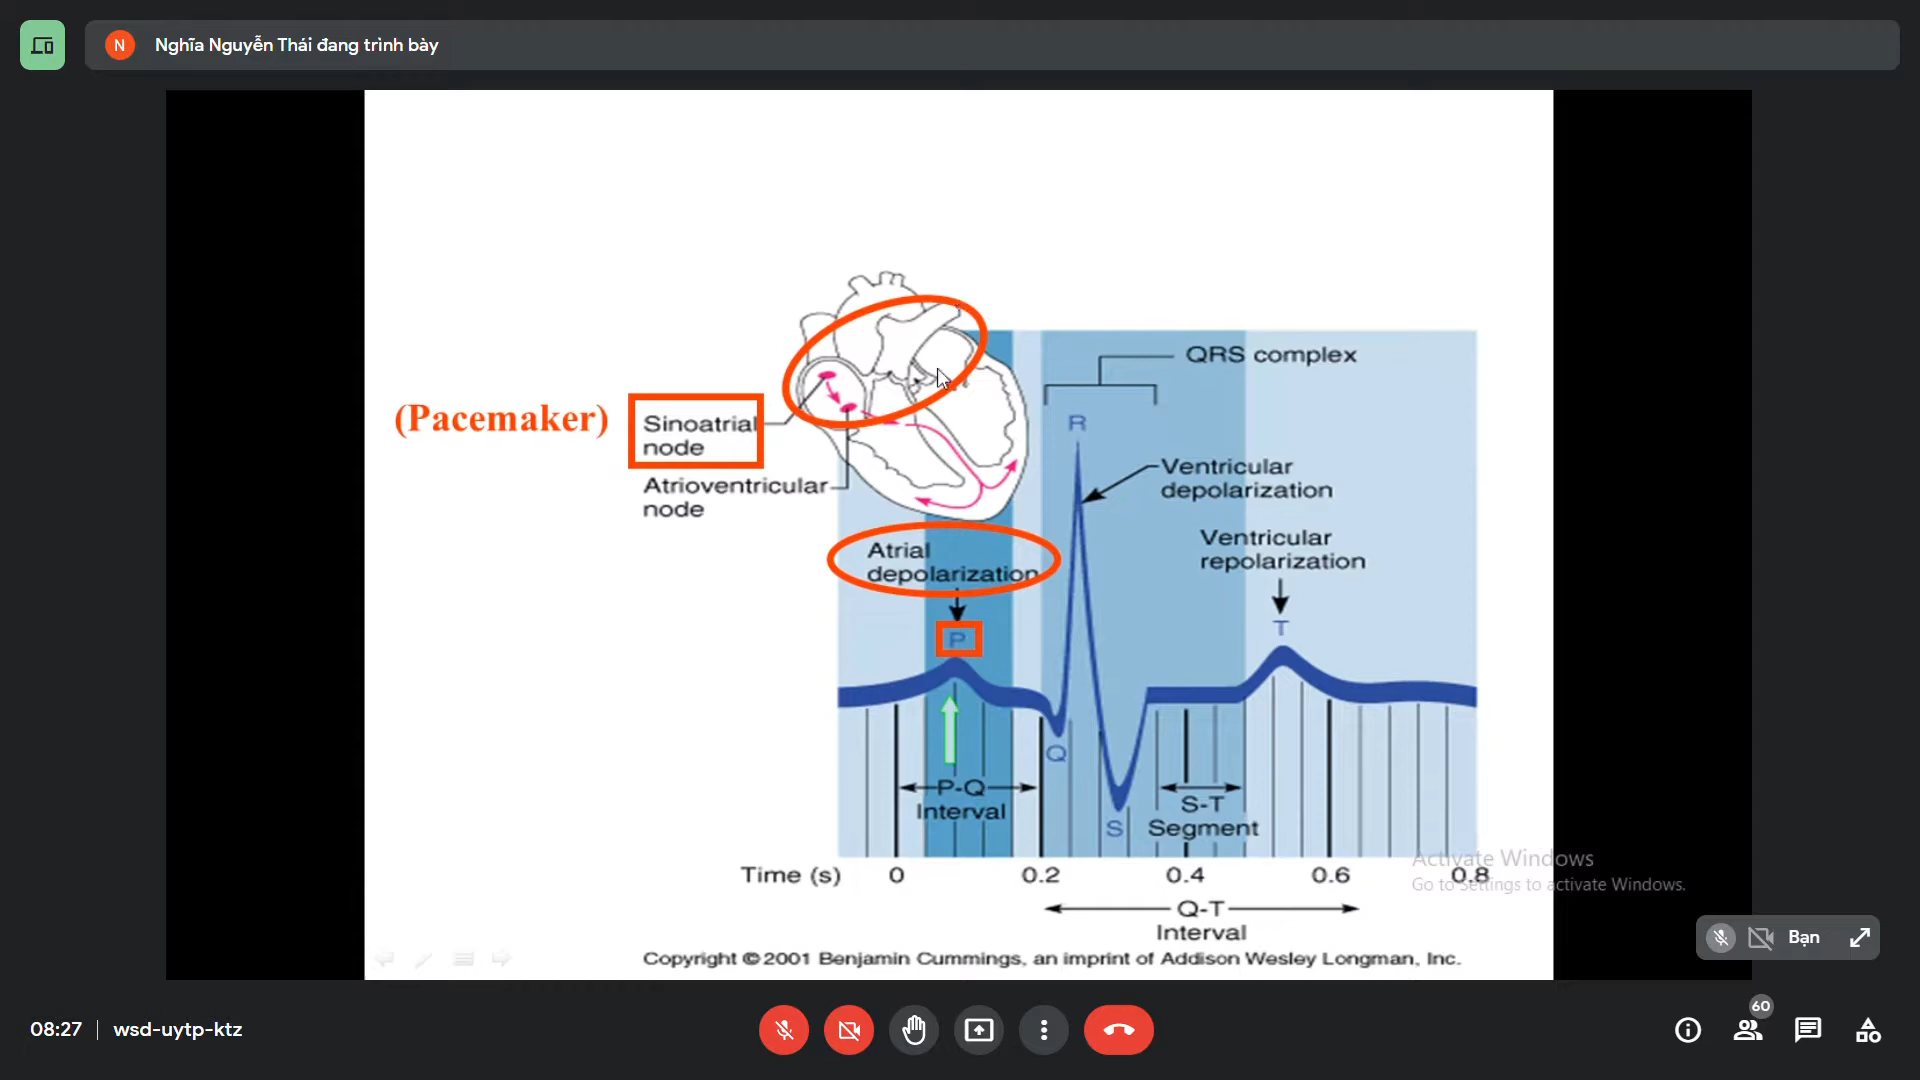 N Nghĩa Nguyễn Thái đang trình bày
QRS complex
R
(Pacemaker)
Sinoatrial
node
Atrioventricular
node
Ventricular
depolarization
Ventricular
repolarization
Atrial
depolarization
P
T
Q
P-Q
Interval
S
S-T
Segment
Time (s) 0 0.2 0.4 0.6 0.8
Q-T
Interval
Copyright © 2001 Benjamin Cummings, an imprint of Addison Wesley Longman, Inc.
Activate Windows
Go to Settings to activate Windows.
Bạn
08:27 wsd-uytp-ktz
60